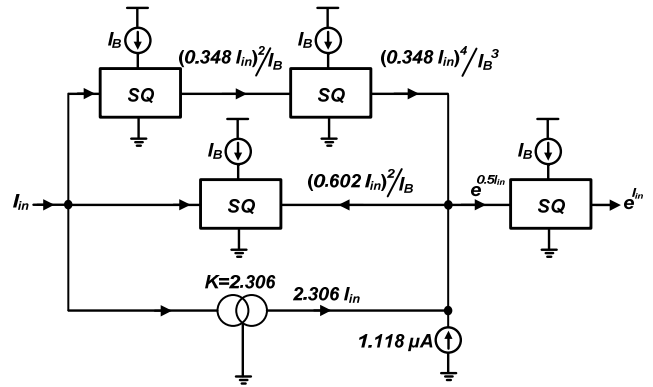 I_B
(0.348 I_in)^2/I_B
I_B
(0.348 I_in)^4/I_B^3
SQ
SQ
I_B
(0.602 I_in)^2/I_B
I_B
I_in
SQ
e^0.5I_in
SQ
e^I_in
K=2.306
2.306 I_in
1.118 μA